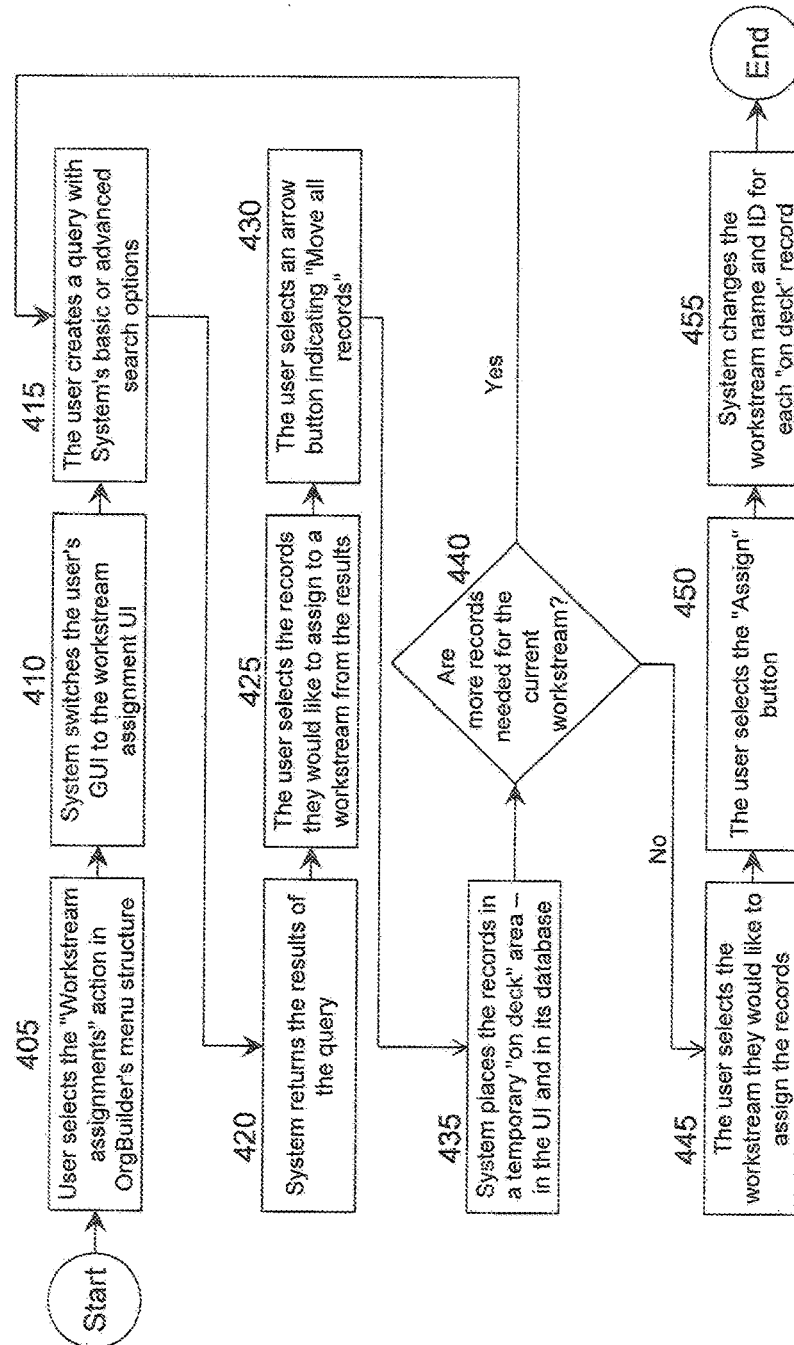 Start
405
User selects the "Workstream
assignments" action in
OrgBuilder's menu structure
410
System switches the user's
GUI to the workstream
assignment UI
415
The user creates a query with
System's basic or advanced
search options
420
System returns the results of
the query
425
The user selects the records
they would like to assign to a
workstream from the results
430
The user selects an arrow
button indicating "Move all
records"
435
System places the records in
a temporary "on deck" area –
in the UI and in its database
440
Are
more records
needed for the
current
workstream?
Yes
No
445
The user selects the
workstream they would like to
assign the records
450
The user selects the "Assign"
button
455
System changes the
workstream name and ID for
each "on deck" record
End